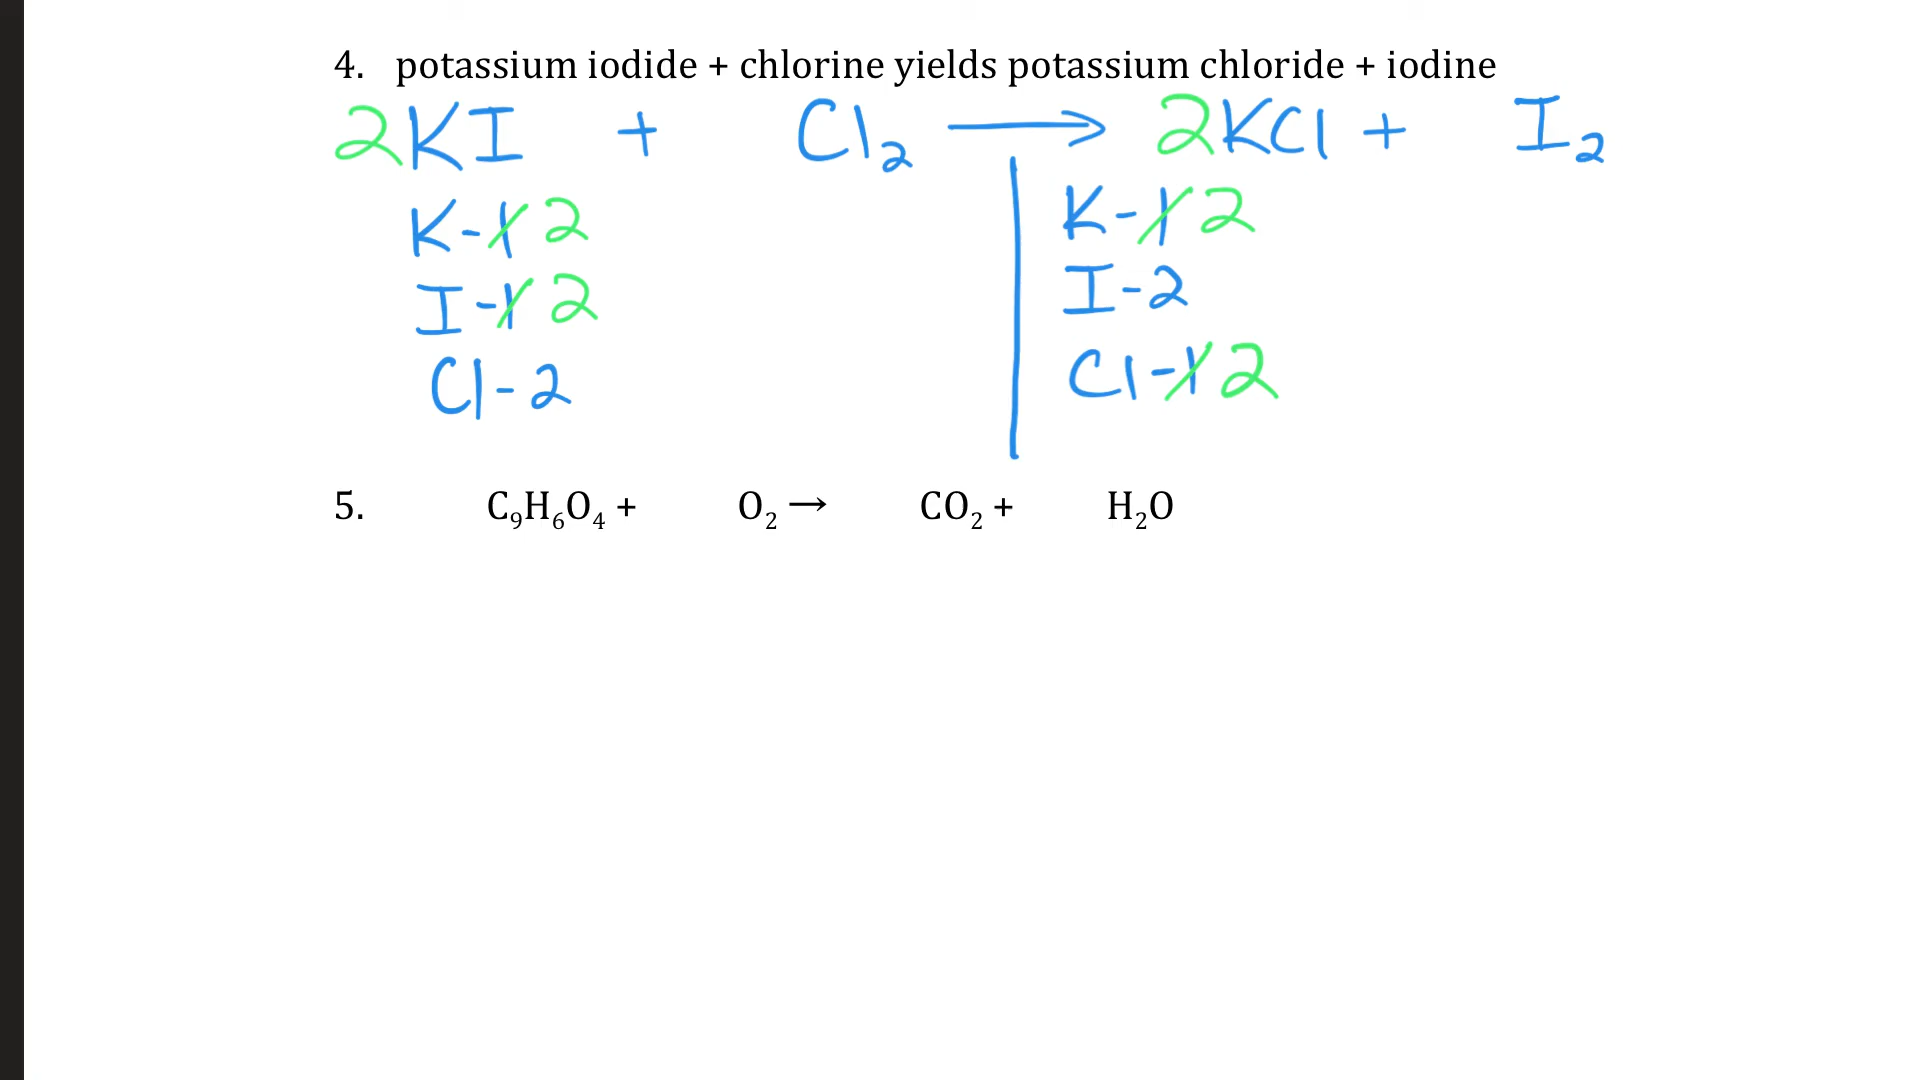 4. potassium iodide + chlorine yields potassium chloride + iodine
2KI + Cl₂ → 2KCl + I₂
K-1 2 K-1 2
I-1 2 I-2
Cl-2 Cl-1 2
5. C₉H₆O₄ + O₂ → CO₂ + H₂O